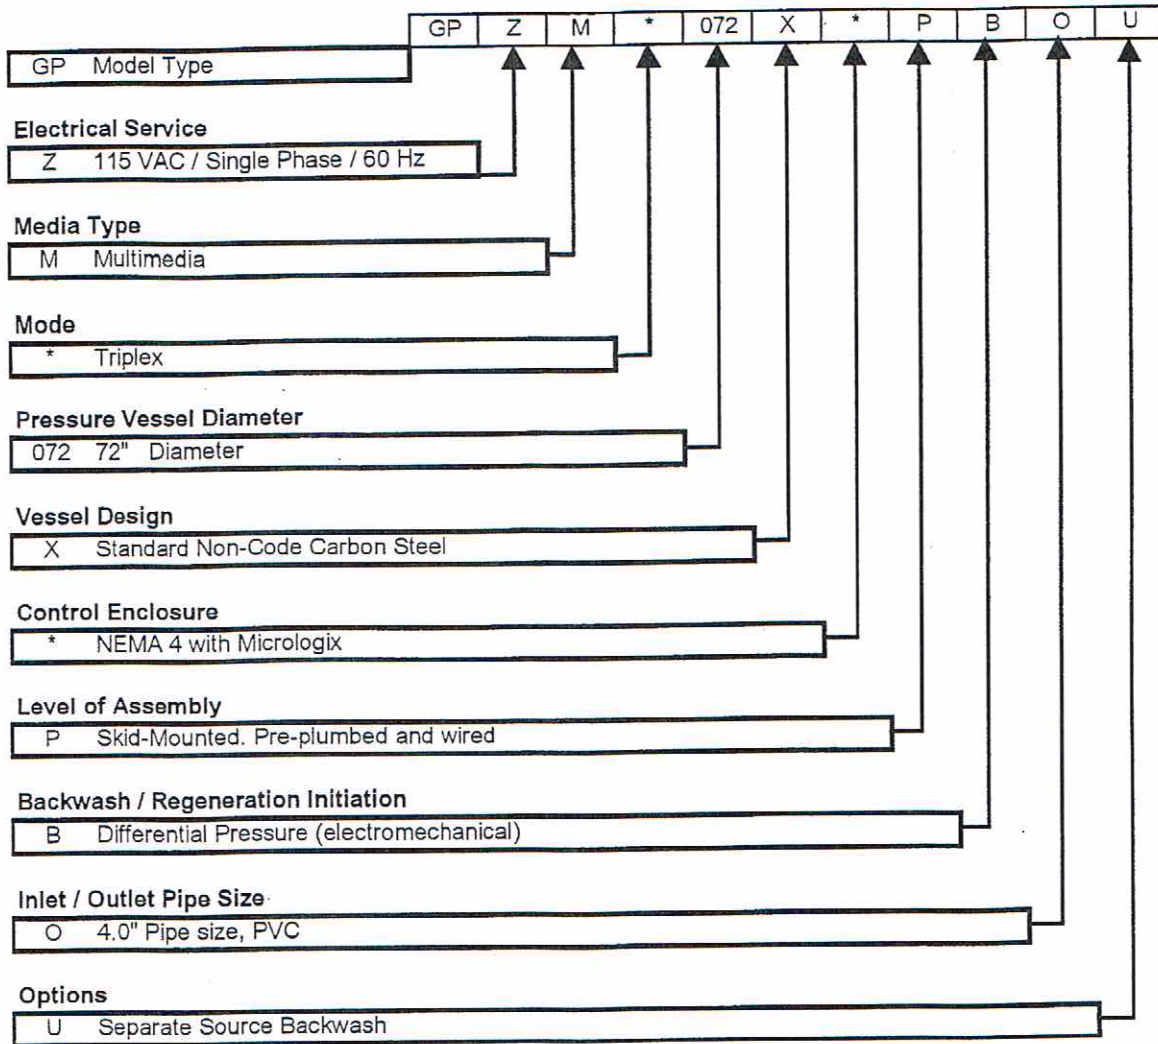 GP Z M * 072 X * P B O U
GP Model Type
Electrical Service
Z 115 VAC / Single Phase / 60 Hz
Media Type
M Multimedia
Mode
* Triplex
Pressure Vessel Diameter
072 72" Diameter
Vessel Design
X Standard Non-Code Carbon Steel
Control Enclosure
* NEMA 4 with Micrologix
Level of Assembly
P Skid-Mounted. Pre-plumbed and wired
Backwash / Regeneration Initiation
B Differential Pressure (electromechanical)
Inlet / Outlet Pipe Size
O 4.0" Pipe size, PVC
Options
U Separate Source Backwash